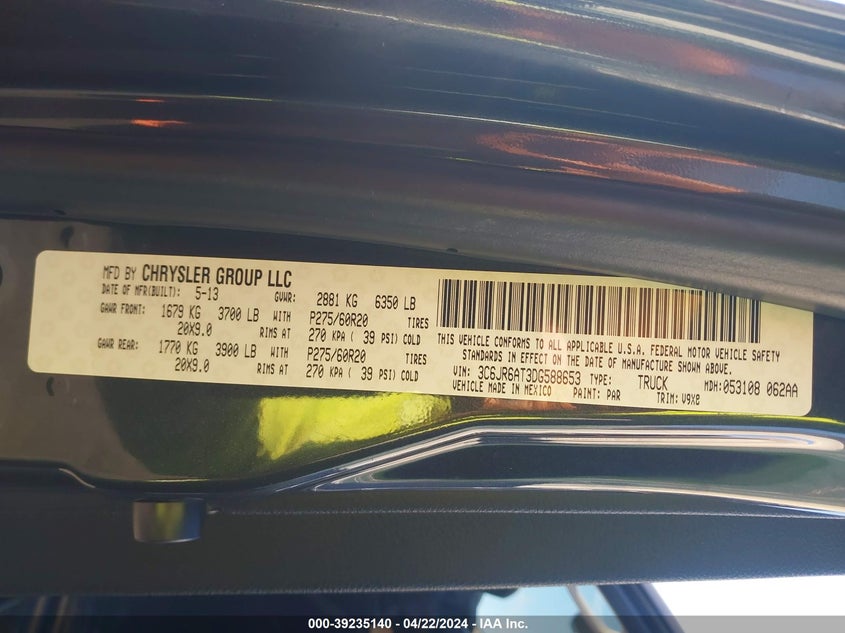 MFD BY CHRYSLER GROUP LLC
DATE OF MFR(BUILT): 5-13 GVWR: 2881 KG 6350 LB
GAWR FRONT: 1679 KG 3700 LB WITH P275/60R20 TIRES
20X9.0 RIMS AT 270 KPA ( 39 PSI) COLD
GAWR REAR: 1770 KG 3900 LB WITH P275/60R20 TIRES
20X9.0 RIMS AT 270 KPA ( 39 PSI) COLD
THIS VEHICLE CONFORMS TO ALL APPLICABLE U.S.A. FEDERAL MOTOR VEHICLE SAFETY
STANDARDS IN EFFECT ON THE DATE OF MANUFACTURE SHOWN ABOVE.
VIN: 3C6JR6AT3DG588653 TYPE: TRUCK MDH: 053108 062AA
VEHICLE MADE IN MEXICO PAINT: PAR TRIM: V9X8
000-39235140 - 04/22/2024 - IAA Inc.